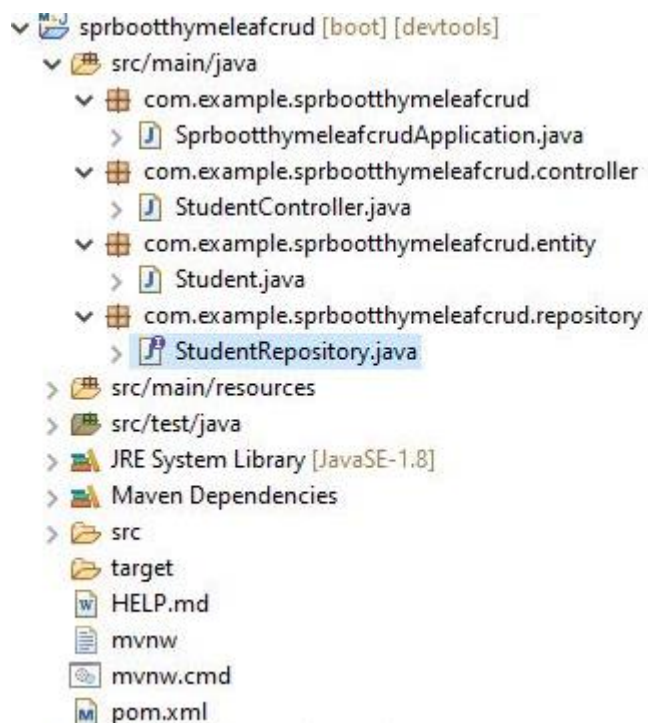 sprbootthymeleafcrud [boot] [devtools]
src/main/java
com.example.sprbootthymeleafcrud
SprbootthymeleafcrudApplication.java
com.example.sprbootthymeleafcrud.controller
StudentController.java
com.example.sprbootthymeleafcrud.entity
Student.java
com.example.sprbootthymeleafcrud.repository
StudentRepository.java
src/main/resources
src/test/java
JRE System Library [JavaSE-1.8]
Maven Dependencies
src
target
HELP.md
mvnw
mvnw.cmd
pom.xml